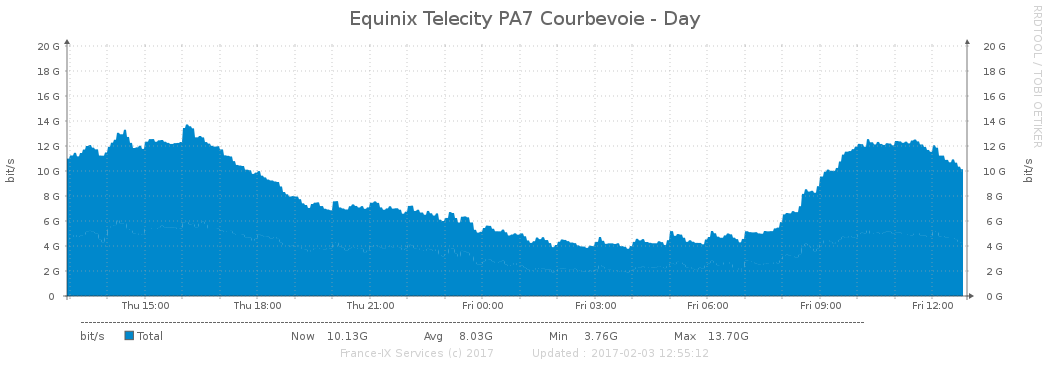 Equinix Telecity PA7 Courbevoie - Day
RRDTOOL / TOBI OETIKER
bit/s
bit/s
20 G 20 G
18 G 18 G
16 G 16 G
14 G 14 G
12 G 12 G
10 G 10 G
8 G 8 G
6 G 6 G
4 G 4 G
2 G 2 G
0 0 G
Thu 15:00 Thu 18:00 Thu 21:00 Fri 00:00 Fri 03:00 Fri 06:00 Fri 09:00 Fri 12:00
bit/s Total Now 10.13G Avg 8.03G Min 3.76G Max 13.70G
France-IX Services (c) 2017 Updated : 2017-02-03 12:55:12